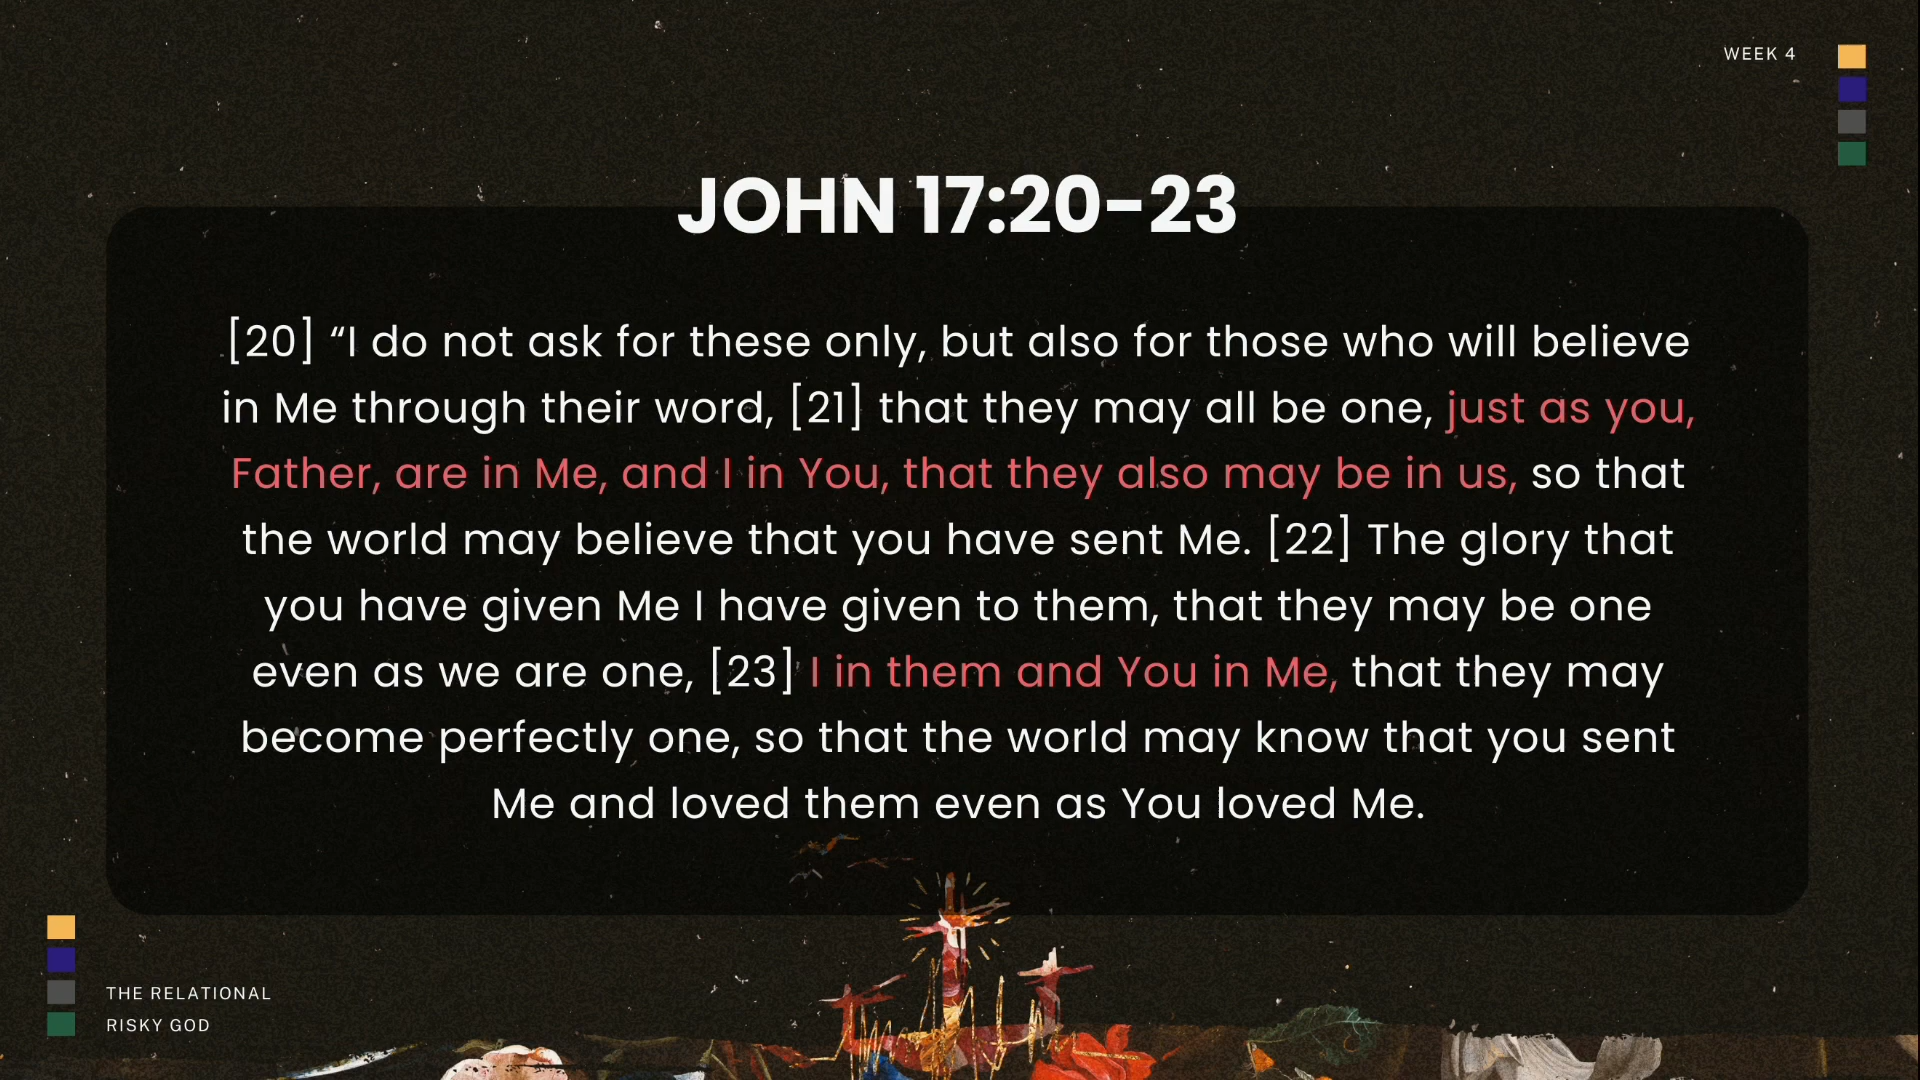 WEEK 4
JOHN 17:20-23
[20] “I do not ask for these only, but also for those who will believe
in Me through their word, [21] that they may all be one, just as you,
Father, are in Me, and I in You, that they also may be in us, so that
the world may believe that you have sent Me. [22] The glory that
you have given Me I have given to them, that they may be one
even as we are one, [23] I in them and You in Me, that they may
become perfectly one, so that the world may know that you sent
Me and loved them even as You loved Me.
THE RELATIONAL
RISKY GOD